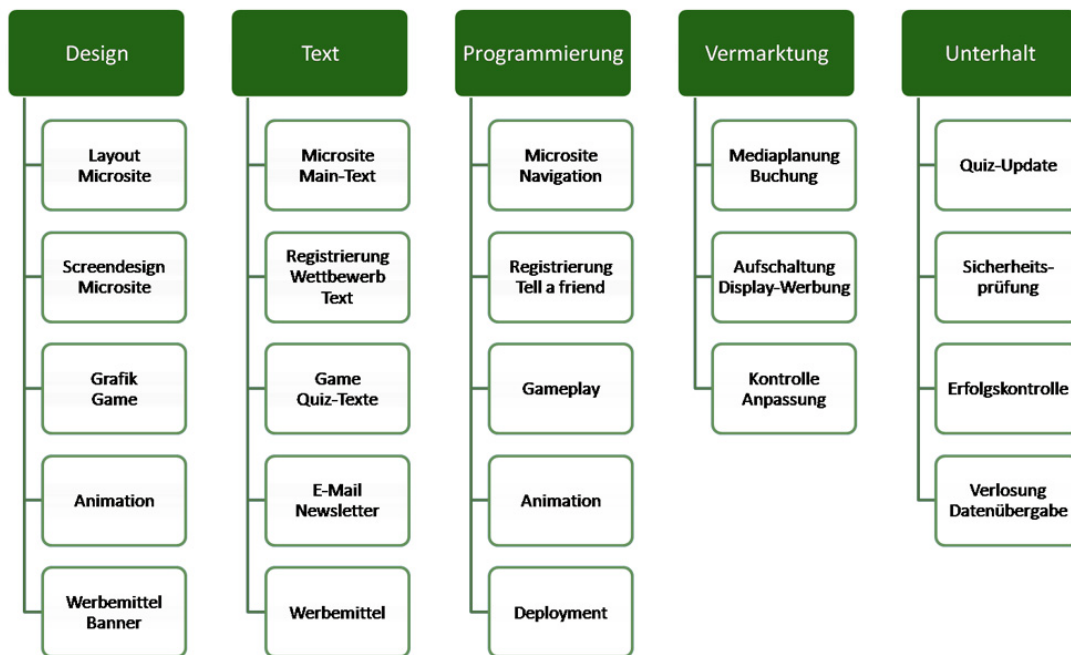 Design
Layout
Microsite
Screendesign
Microsite
Grafik
Game
Animation
Werbemittel
Banner
Text
Microsite
Main-Text
Registrierung
Wettbewerb
Text
Game
Quiz-Texte
E-Mail
Newsletter
Werbemittel
Programmierung
Microsite
Navigation
Registrierung
Tell a friend
Gameplay
Animation
Deployment
Vermarktung
Mediaplanung
Buchung
Aufschaltung
Display-Werbung
Kontrolle
Anpassung
Unterhalt
Quiz-Update
Sicherheits-
prüfung
Erfolgskontrolle
Verlosung
Datenübergabe